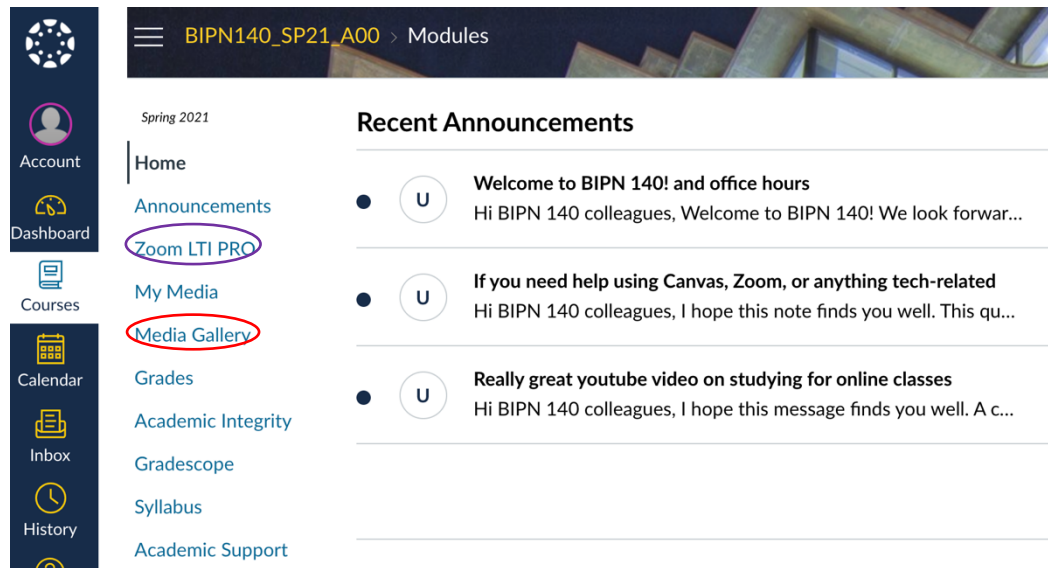 BIPN140_SP21_A00 > Modules
Account
Dashboard
Courses
Calendar
Inbox
History
Spring 2021
Home
Announcements
Zoom LTI PRO
My Media
Media Gallery
Grades
Academic Integrity
Gradescope
Syllabus
Academic Support
Recent Announcements
U
Welcome to BIPN 140! and office hours
Hi BIPN 140 colleagues, Welcome to BIPN 140! We look forwar...
U
If you need help using Canvas, Zoom, or anything tech-related
Hi BIPN 140 colleagues, I hope this note finds you well. This qu...
U
Really great youtube video on studying for online classes
Hi BIPN 140 colleagues, I hope this message finds you well. A c...